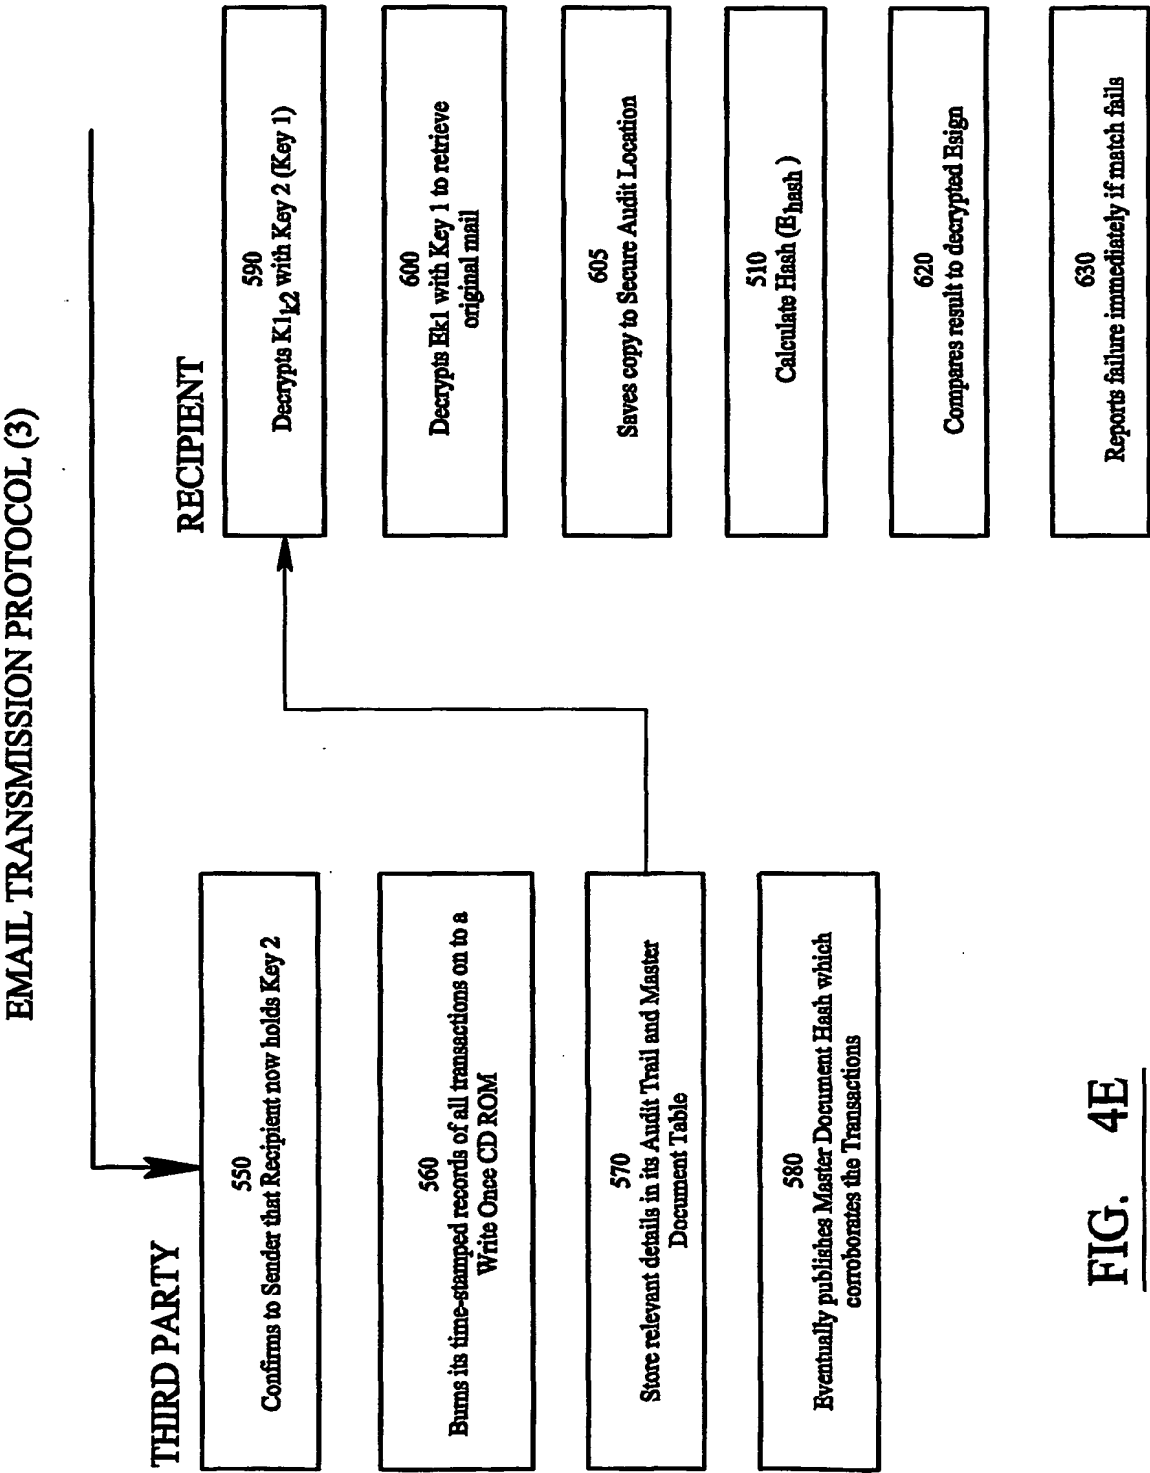 EMAIL TRANSMISSION PROTOCOL (3)
THIRD PARTY
550
Confirms to Sender that Recipient now holds Key 2
560
Burns its time-stamped records of all transactions on to a
Write Once CD ROM
570
Store relevant details in its Audit Trail and Master
Document Table
580
Eventually publishes Master Document Hash which
corroborates the Transactions
RECIPIENT
590
Decrypts K1k2 with Key 2 (Key 1)
600
Decrypts Ek1 with Key 1 to retrieve
original mail
605
Saves copy to Secure Audit Location
510
Calculate Hash (Ehash )
620
Compares result to decrypted Esign
630
Reports failure immediately if match fails
FIG. 4E